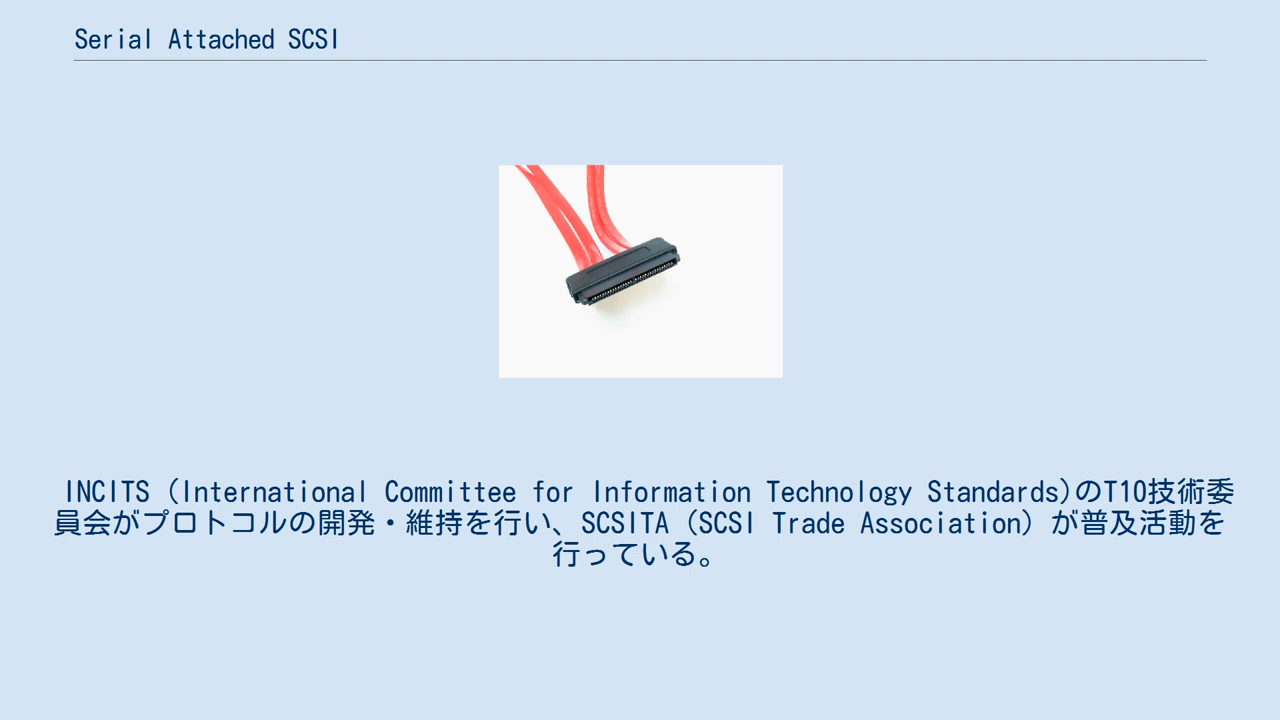 Serial Attached SCSI
INCITS (International Committee for Information Technology Standards)のT10技術委
員会がプロトコルの開発・維持を行い、SCSITA (SCSI Trade Association) が普及活動を
行っている。